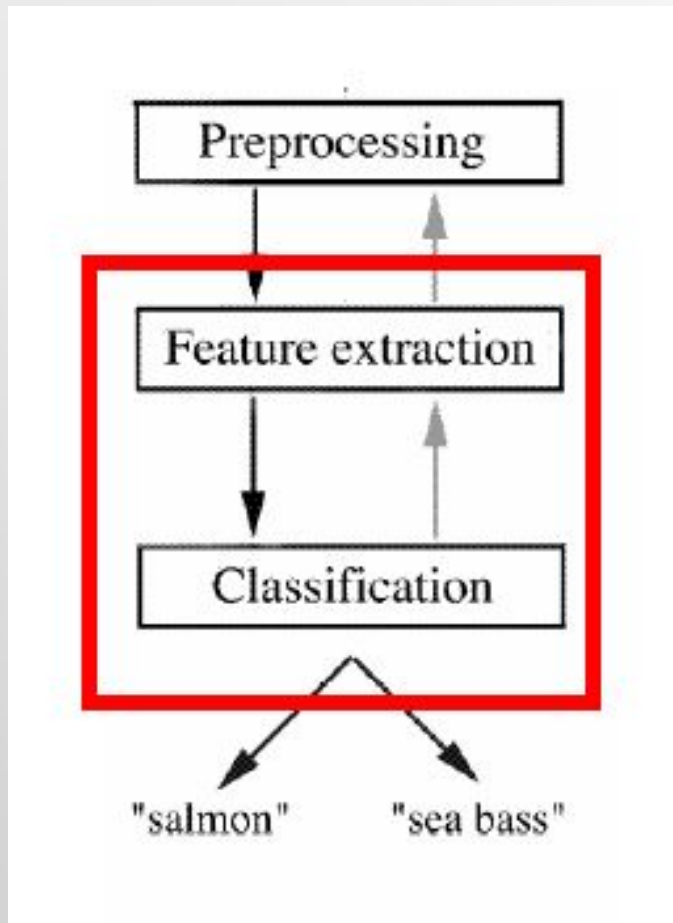 Preprocessing
Feature extraction
Classification
"salmon" "sea bass"